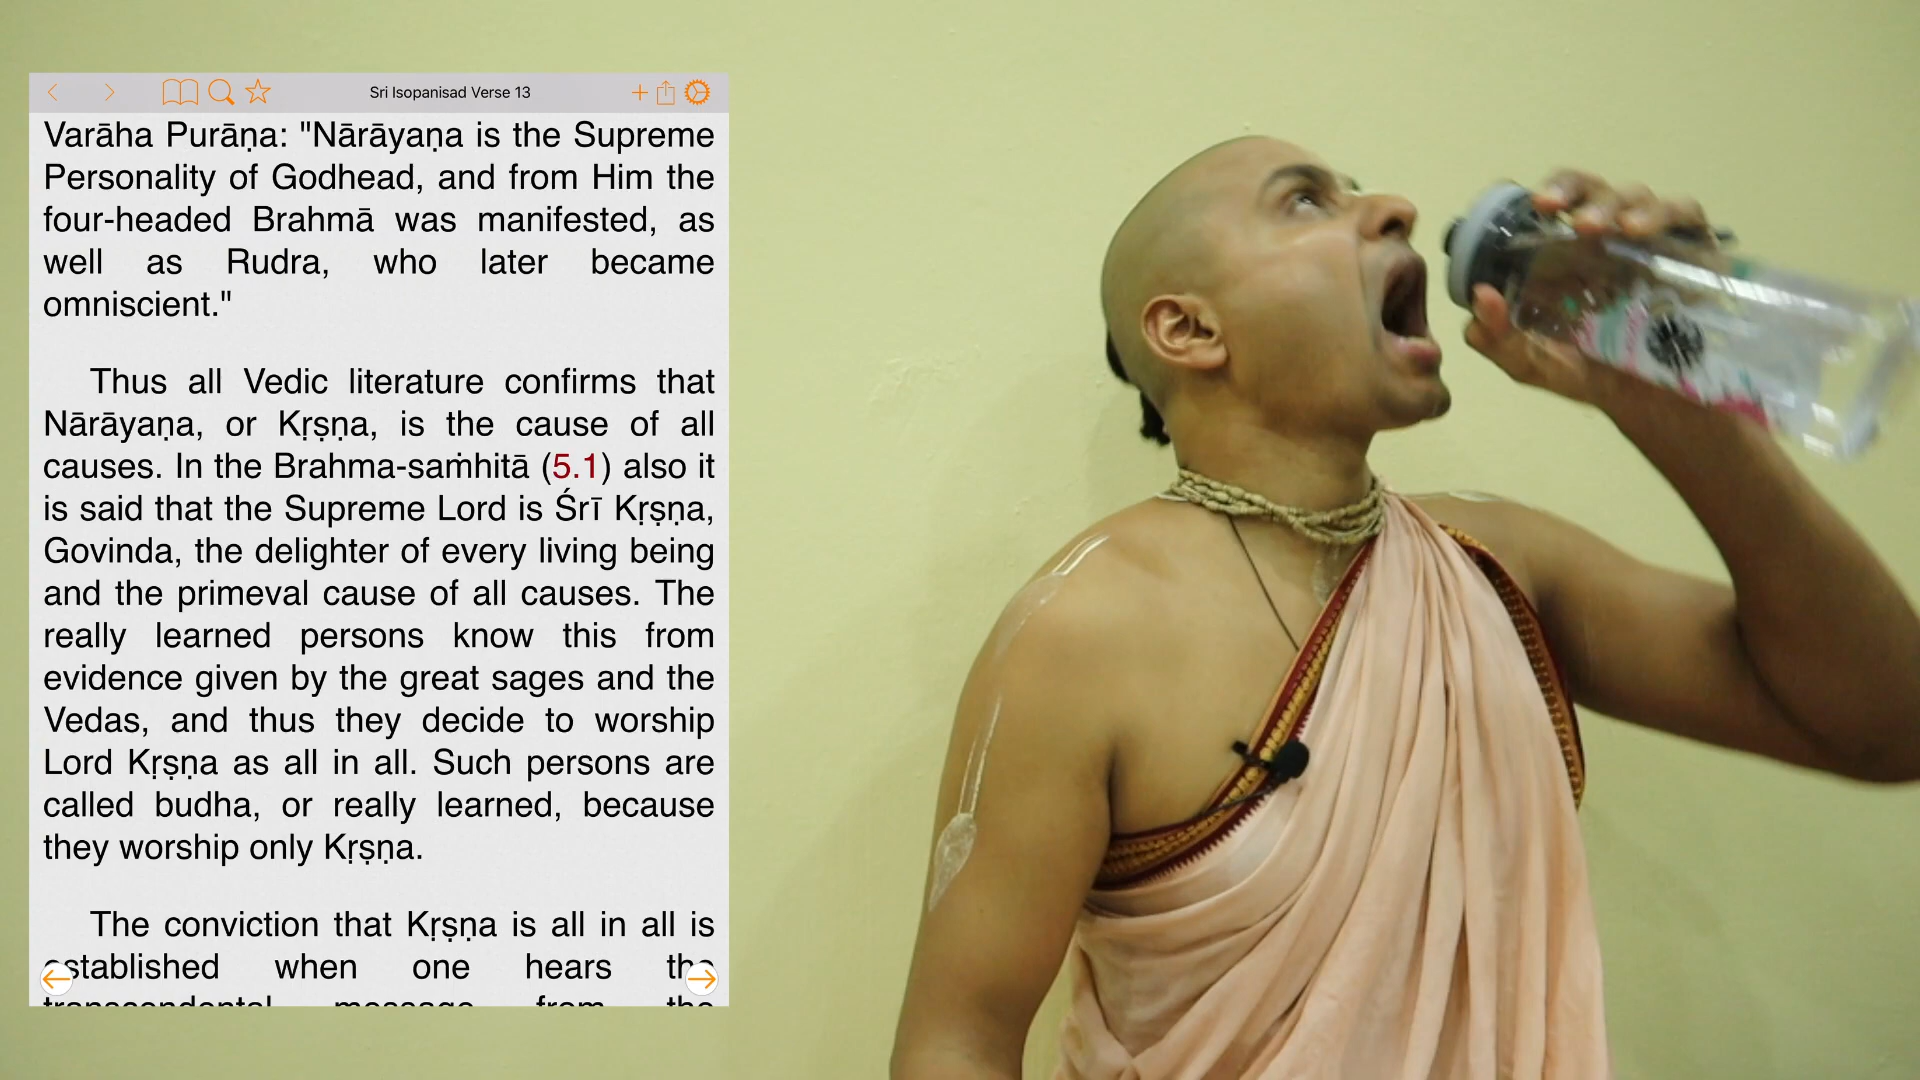 Sri Isopanisad Verse 13
Varāha Purāṇa: "Nārāyaṇa is the Supreme
Personality of Godhead, and from Him the
four-headed Brahmā was manifested, as
well as Rudra, who later became
omniscient."
Thus all Vedic literature confirms that
Nārāyaṇa, or Kṛṣṇa, is the cause of all
causes. In the Brahma-saṁhitā (5.1) also it
is said that the Supreme Lord is Śrī Kṛṣṇa,
Govinda, the delighter of every living being
and the primeval cause of all causes. The
really learned persons know this from
evidence given by the great sages and the
Vedas, and thus they decide to worship
Lord Kṛṣṇa as all in all. Such persons are
called budha, or really learned, because
they worship only Kṛṣṇa.
The conviction that Kṛṣṇa is all in all is
established when one hears the
transcendental message from the